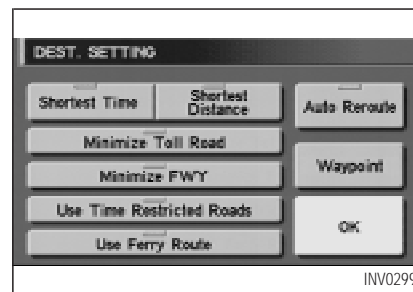 DEST. SETTING
Shortest Time
Shortest
Distance
Auto Reroute
Minimize Toll Road
Minimize FWY
Waypoint
Use Time Restricted Roads
Use Ferry Route
OK
INV0299